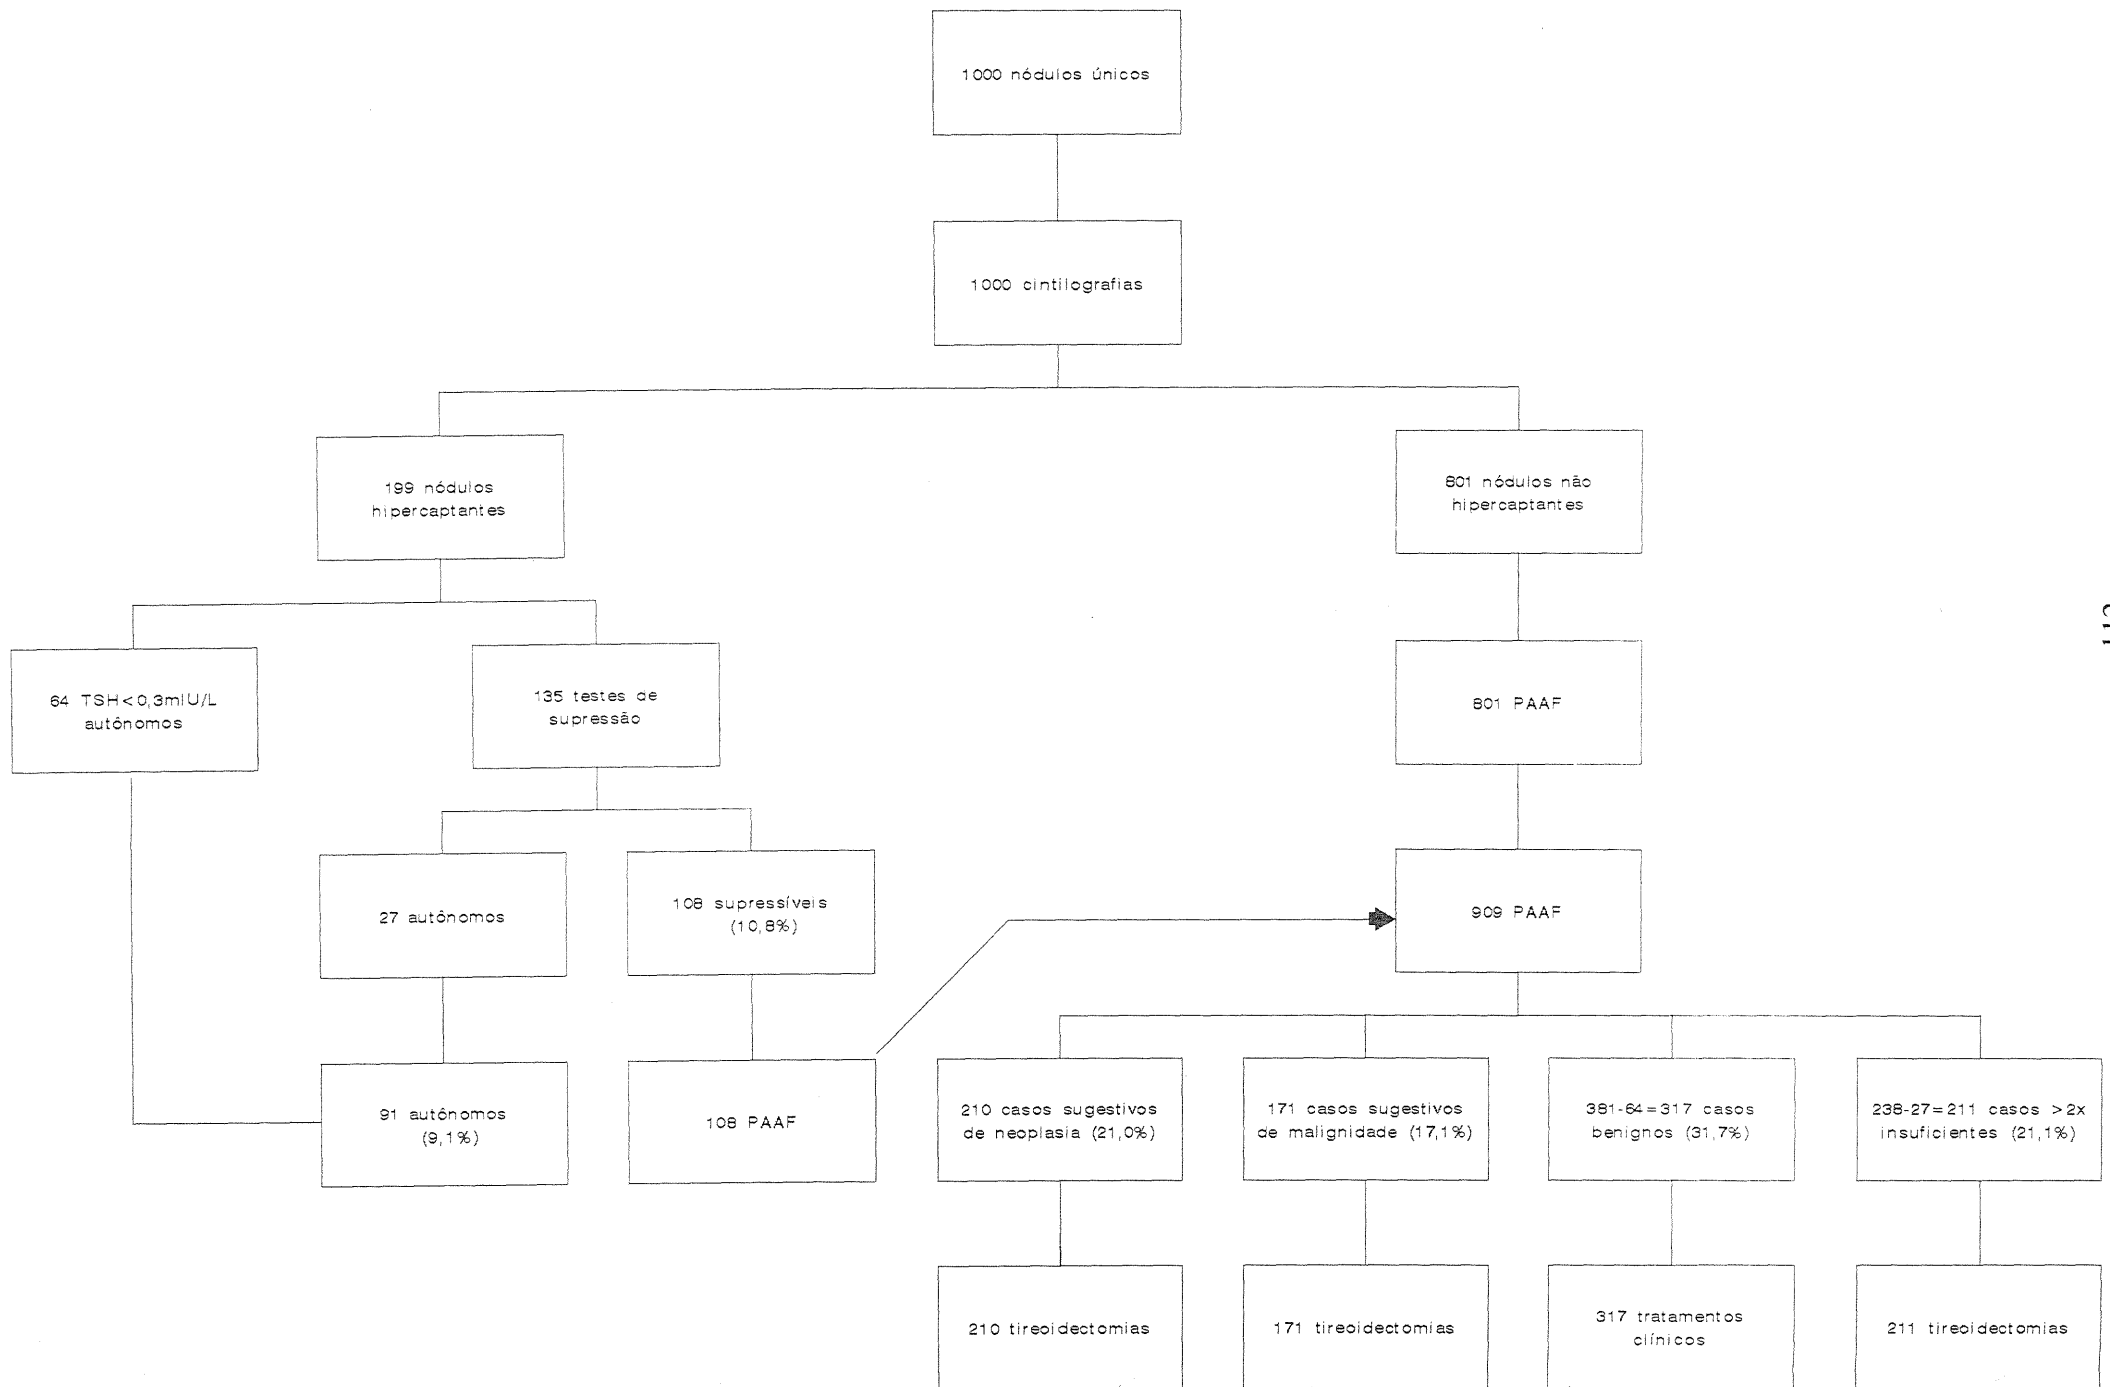 1000 nódulos únicos
1000 cintilografias
199 nódulos
hipercaptantes
801 nódulos não
hipercaptantes
64 TSH<0,3mIU/L
autônomos
135 testes de
supressão
801 PAAF
27 autônomos
108 supressíveis
(10,8%)
909 PAAF
91 autônomos
(9,1%)
108 PAAF
210 casos sugestivos
de neoplasia (21,0%)
171 casos sugestivos
de malignidade (17,1%)
381-64=317 casos
benignos (31,7%)
238-27=211 casos >2x
insuficientes (21,1%)
210 tireoidectomias
171 tireoidectomias
317 tratamentos
clínicos
211 tireoidectomias